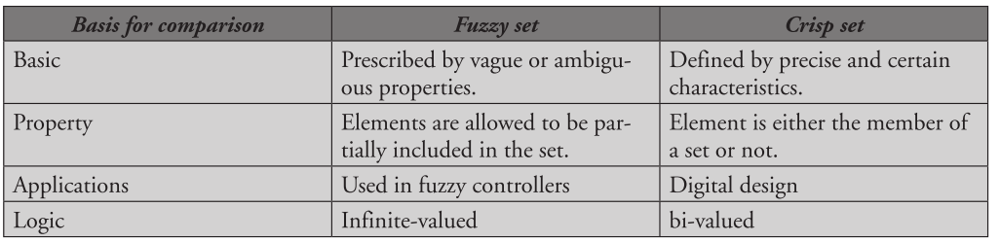 Basis for comparison Fuzzy set Crisp set
Basic Prescribed by vague or ambigu- Defined by precise and certain
ous properties. characteristics.
Property Elements are allowed to be par- Element is either the member of
tially included in the set. a set or not.
Applications Used in fuzzy controllers Digital design
Logic Infinite-valued bi-valued